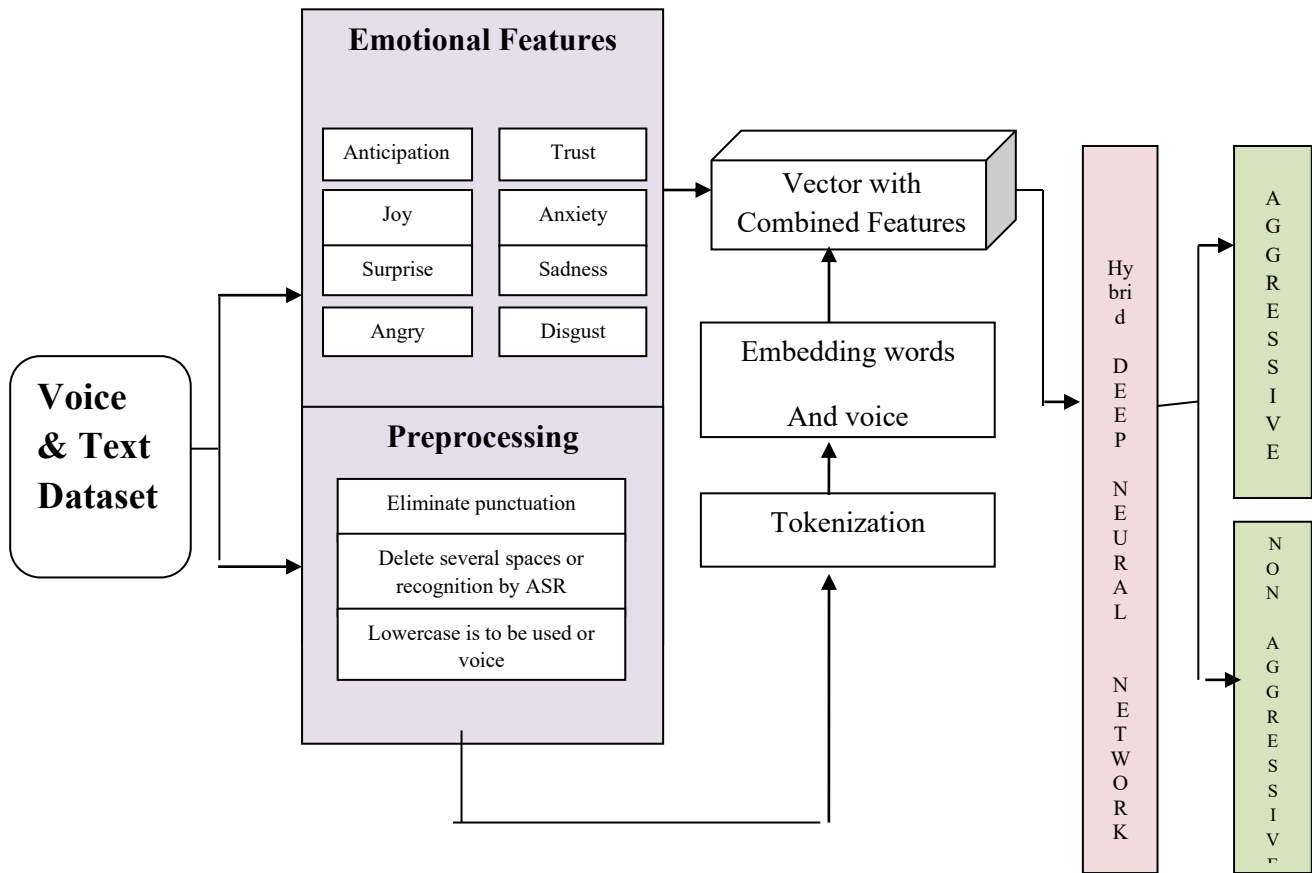 Emotional Features
Anticipation
Trust
Joy
Anxiety
Surprise
Sadness
Angry
Disgust
Voice
& Text
Dataset
Preprocessing
Eliminate punctuation
Delete several spaces or
recognition by ASR
Lowercase is to be used or
voice
Vector with
Combined Features
Embedding words
And voice
Tokenization
Hy
bri
d
D
E
E
P
N
E
U
R
A
L
N
E
T
W
O
R
K
A
G
G
R
E
S
S
I
V
E
N
O
N
A
G
G
R
E
S
S
I
V